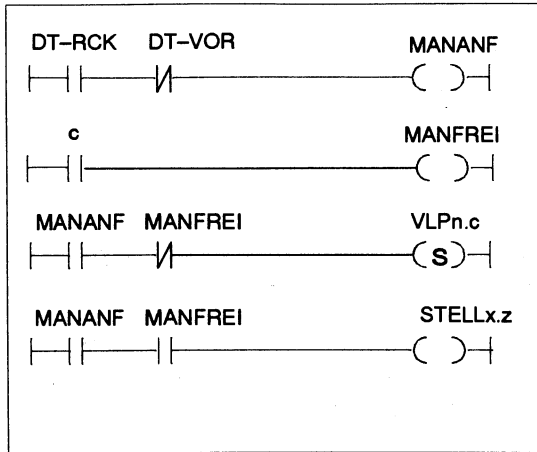 DT–RCK DT–VOR MANANF
c MANFREI
MANANF MANFREI VLPn.c
S
MANANF MANFREI STELLx.z